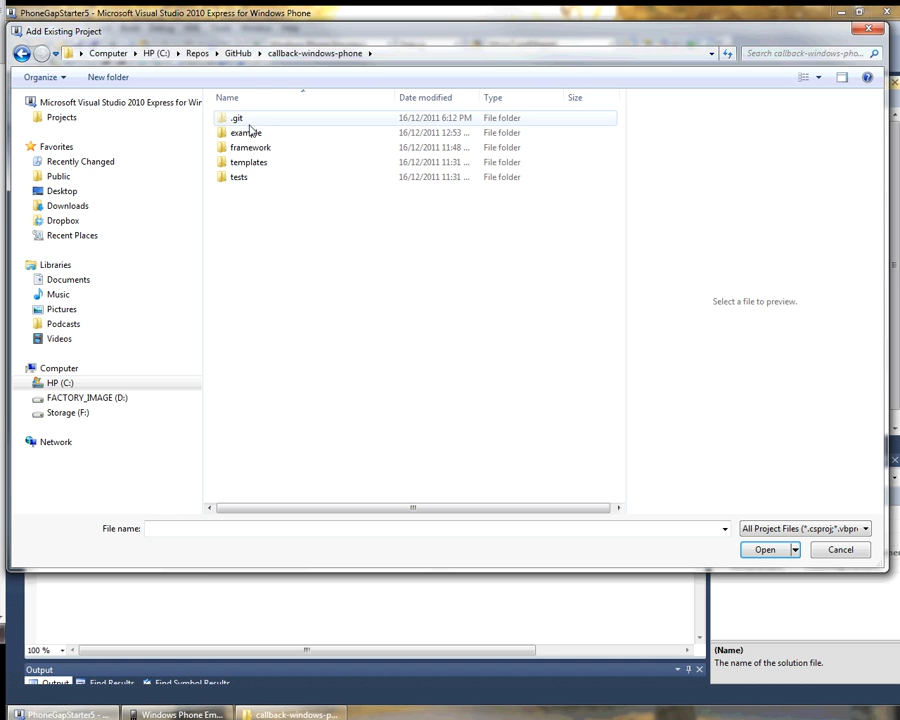 PhoneGapStarter5 - Microsoft Visual Studio 2010 Express for Windows Phone
Add Existing Project
Computer HP (C:) Repos GitHub callback-windows-phone
Search callback-windows-pho...
Organize New folder
Microsoft Visual Studio 2010 Express for Win
Projects
Favorites
Recently Changed
Public
Desktop
Downloads
Dropbox
Recent Places
Libraries
Documents
Music
Pictures
Podcasts
Videos
Computer
HP (C:)
FACTORY_IMAGE (D:)
Storage (F:)
Network
Name Date modified Type Size
.git 16/12/2011 6:12 PM File folder
example 16/12/2011 12:53 ... File folder
framework 16/12/2011 11:48 ... File folder
templates 16/12/2011 11:31 ... File folder
tests 16/12/2011 11:31 ... File folder
Select a file to preview.
File name: All Project Files (*.csproj;*.vbpr
Open Cancel
100 %
(Name)
The name of the solution file.
Output
Output Find Results Find Symbol Results
PhoneGapStarter5 - ... Windows Phone Em... callback-windows-p...